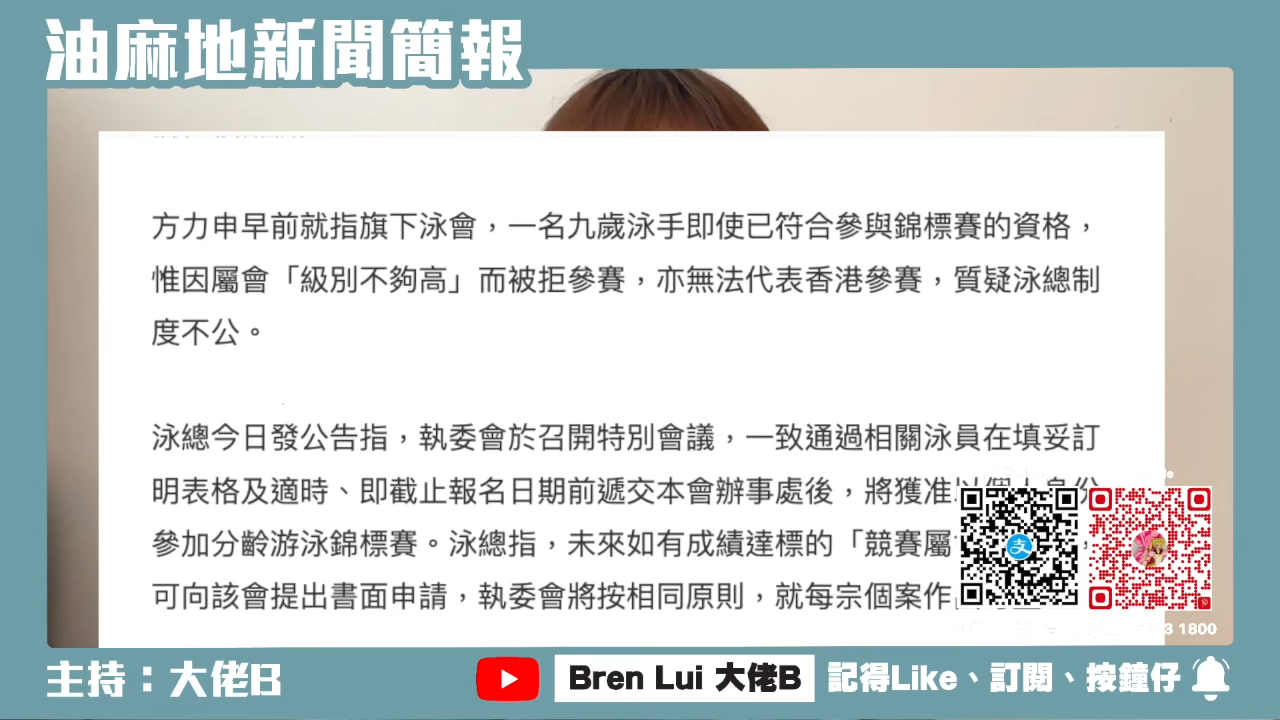 油麻地新聞簡報
方力申早前就指旗下泳會，一名九歲泳手即使已符合參與錦標賽的資格，
惟因屬會「級別不夠高」而被拒參賽，亦無法代表香港參賽，質疑泳總制
度不公。
泳總今日發公告指，執委會於召開特別會議，一致通過相關泳員在填妥訂
明表格及適時、即截止報名日期前遞交本會辦事處後，將獲准以個人身份
參加分齡游泳錦標賽。泳總指，未來如有成績達標的「競賽屬
可向該會提出書面申請，執委會將按相同原則，就每宗個案作
3 1800
主持：大佬B
Bren Lui 大佬B
記得Like、訂閱、按鐘仔